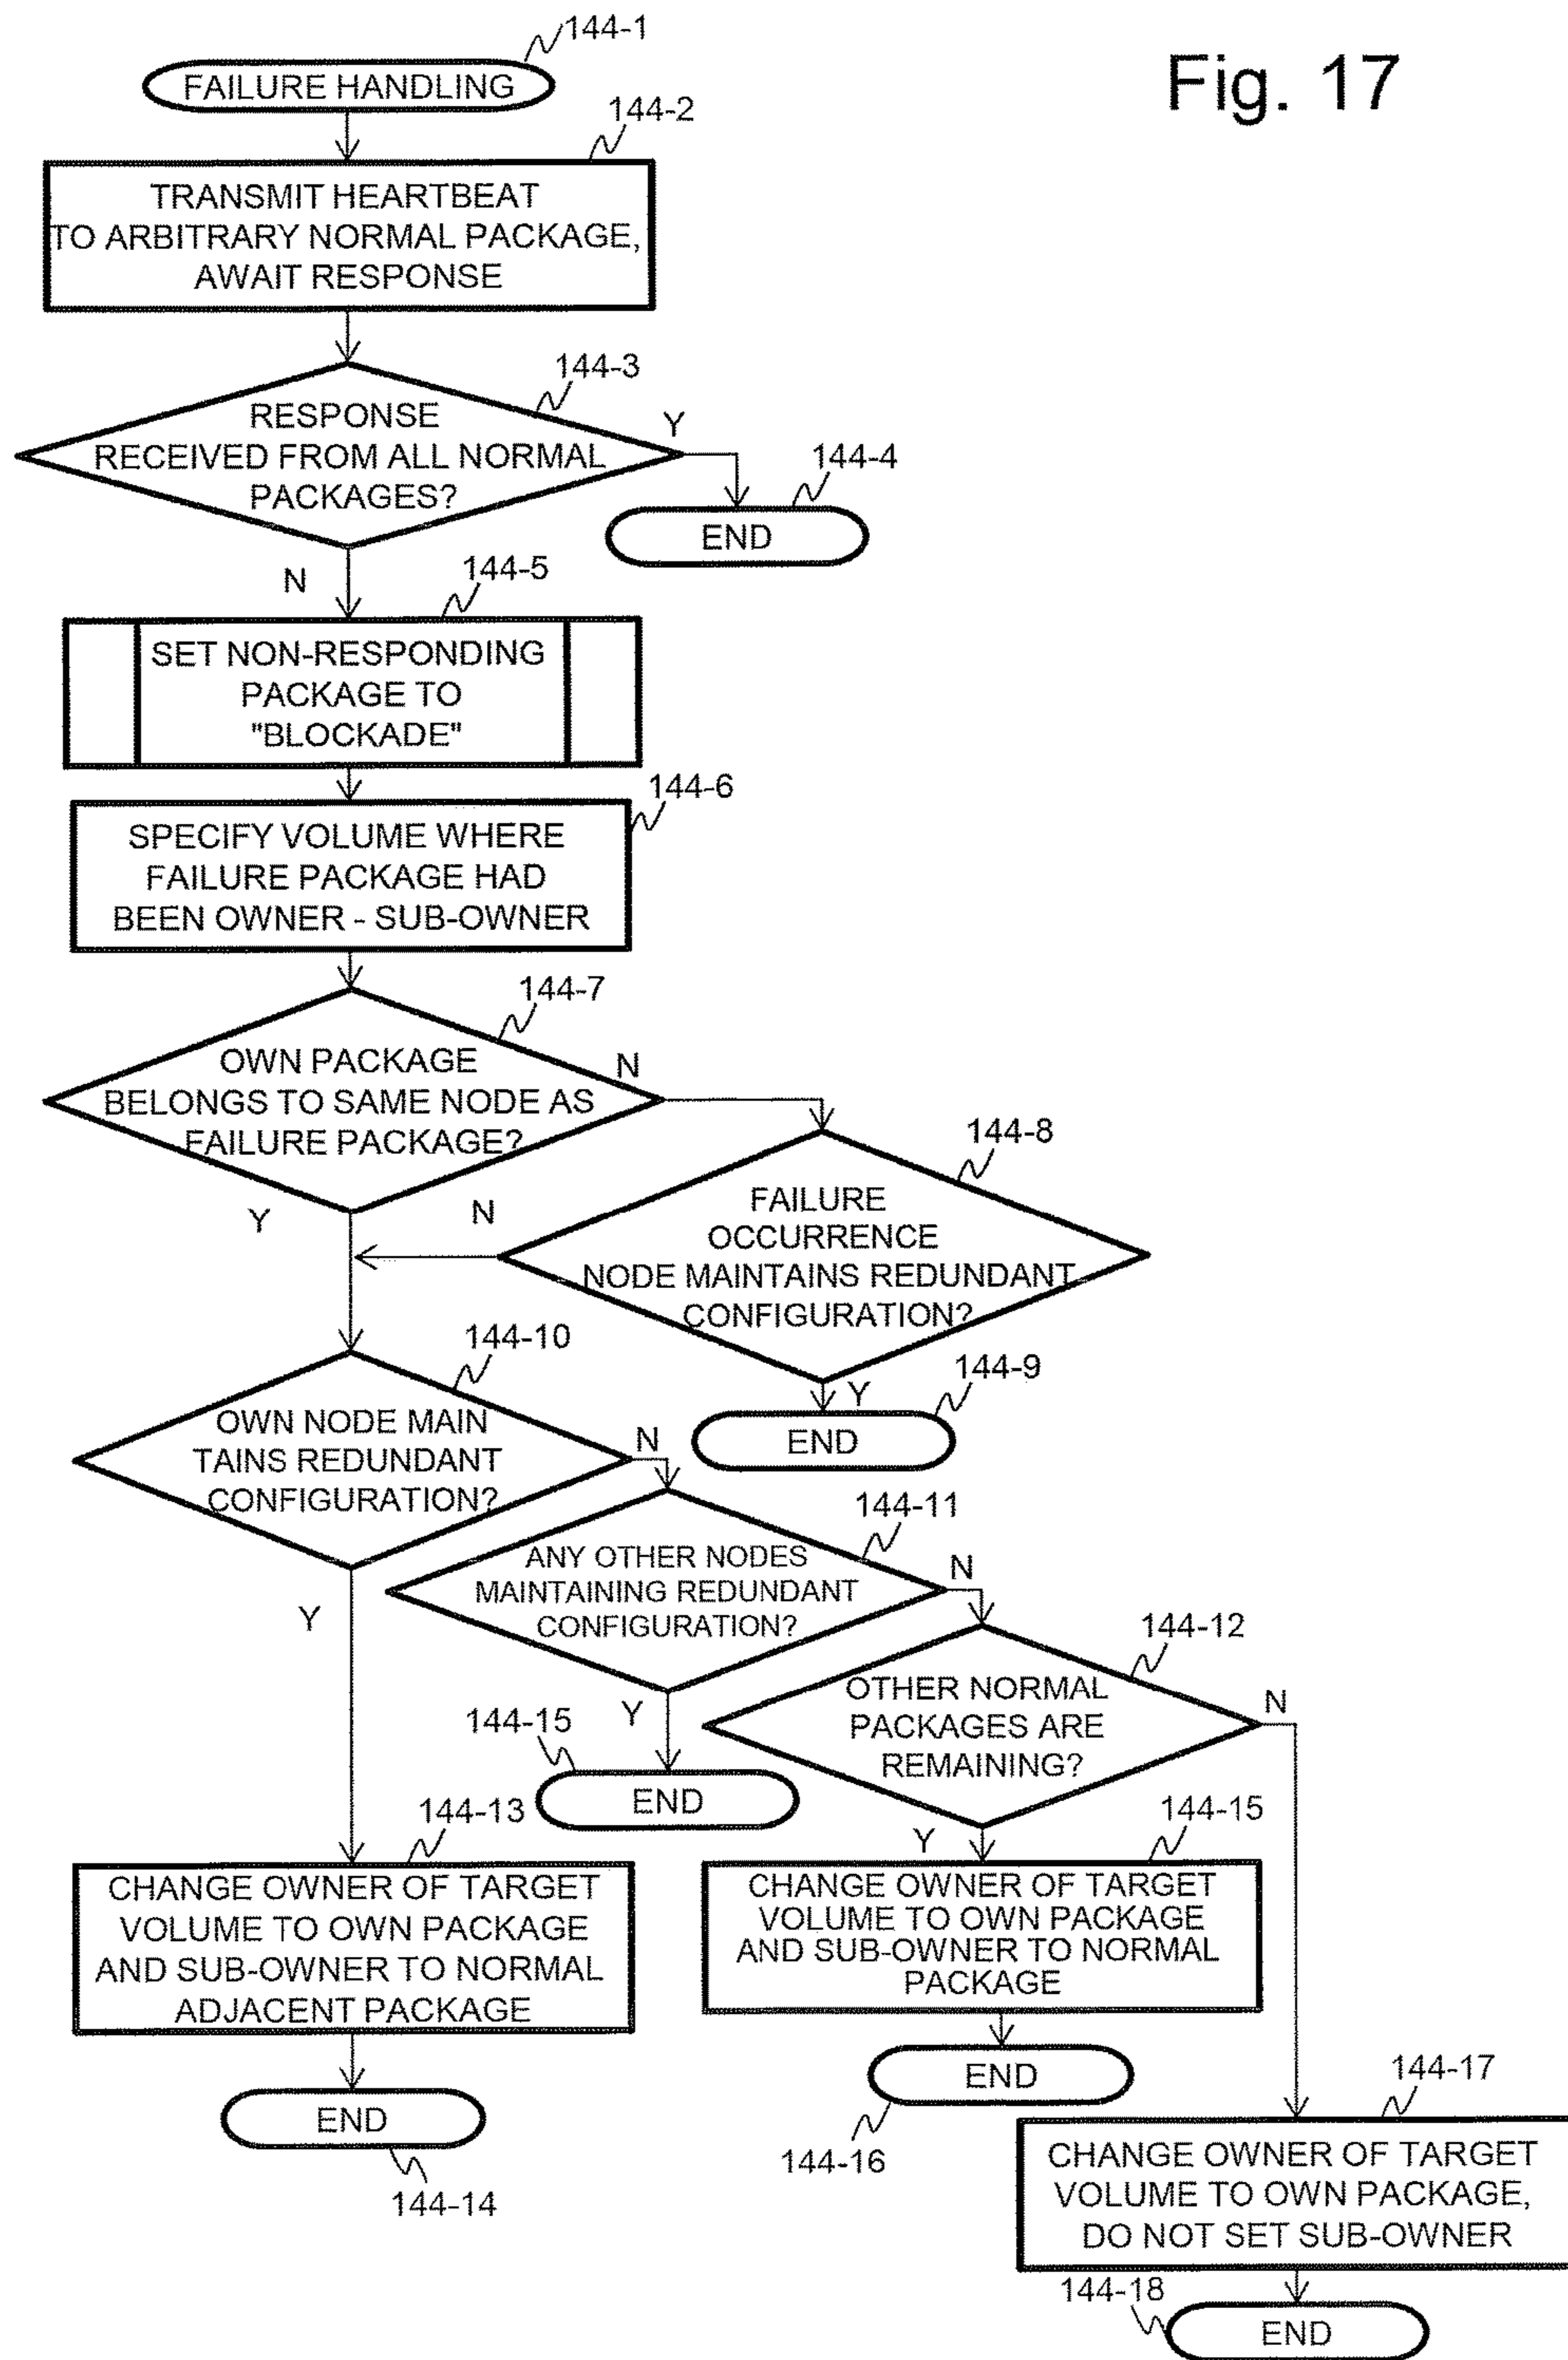 Fig. 17
144-1
FAILURE HANDLING
144-2
TRANSMIT HEARTBEAT
TO ARBITRARY NORMAL PACKAGE,
AWAIT RESPONSE
144-3
RESPONSE
RECEIVED FROM ALL NORMAL
PACKAGES?
Y
144-4
END
N
144-5
SET NON-RESPONDING
PACKAGE TO
"BLOCKADE"
144-6
SPECIFY VOLUME WHERE
FAILURE PACKAGE HAD
BEEN OWNER - SUB-OWNER
144-7
OWN PACKAGE
BELONGS TO SAME NODE AS
FAILURE PACKAGE?
N
Y
144-8
FAILURE
OCCURRENCE
NODE MAINTAINS REDUNDANT
CONFIGURATION?
N
Y
144-9
END
144-10
OWN NODE MAIN
TAINS REDUNDANT
CONFIGURATION?
N
Y
144-11
ANY OTHER NODES
MAINTAINING REDUNDANT
CONFIGURATION?
N
Y
144-15
END
144-12
OTHER NORMAL
PACKAGES ARE
REMAINING?
N
Y
144-13
CHANGE OWNER OF TARGET
VOLUME TO OWN PACKAGE
AND SUB-OWNER TO NORMAL
ADJACENT PACKAGE
END
144-14
144-15
CHANGE OWNER OF TARGET
VOLUME TO OWN PACKAGE
AND SUB-OWNER TO NORMAL
PACKAGE
END
144-16
144-17
CHANGE OWNER OF TARGET
VOLUME TO OWN PACKAGE,
DO NOT SET SUB-OWNER
144-18
END